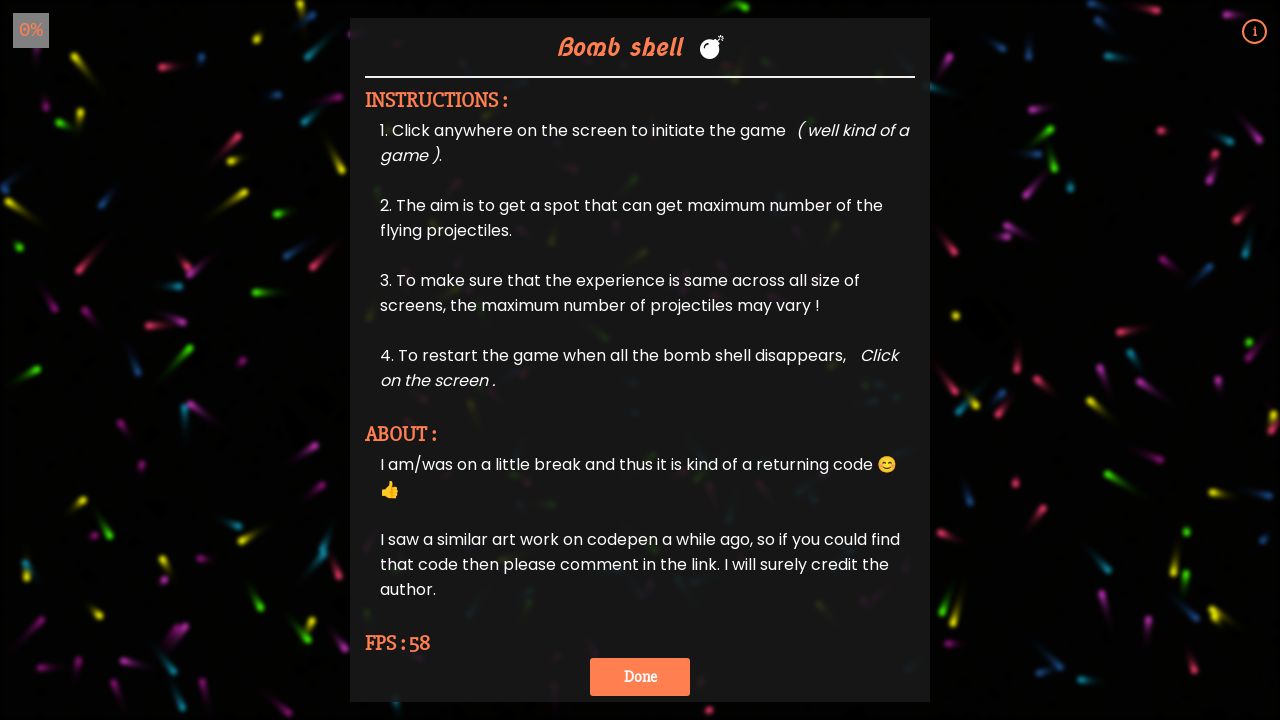 0%
i
Bomb shell 💣
INSTRUCTIONS :
1. Click anywhere on the screen to initiate the game ( well kind of a
game ).
2. The aim is to get a spot that can get maximum number of the
flying projectiles.
3. To make sure that the experience is same across all size of
screens, the maximum number of projectiles may vary !
4. To restart the game when all the bomb shell disappears, Click
on the screen .
ABOUT :
I am/was on a little break and thus it is kind of a returning code 😊
👍
I saw a similar art work on codepen a while ago, so if you could find
that code then please comment in the link. I will surely credit the
author.
FPS : 58
Done